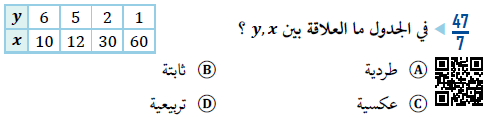 47/7 في الجدول ما العلاقة بين y, x ؟
y 6 5 2 1
x 10 12 30 60
A طردية
B ثابتة
C عكسية
D تربيعية